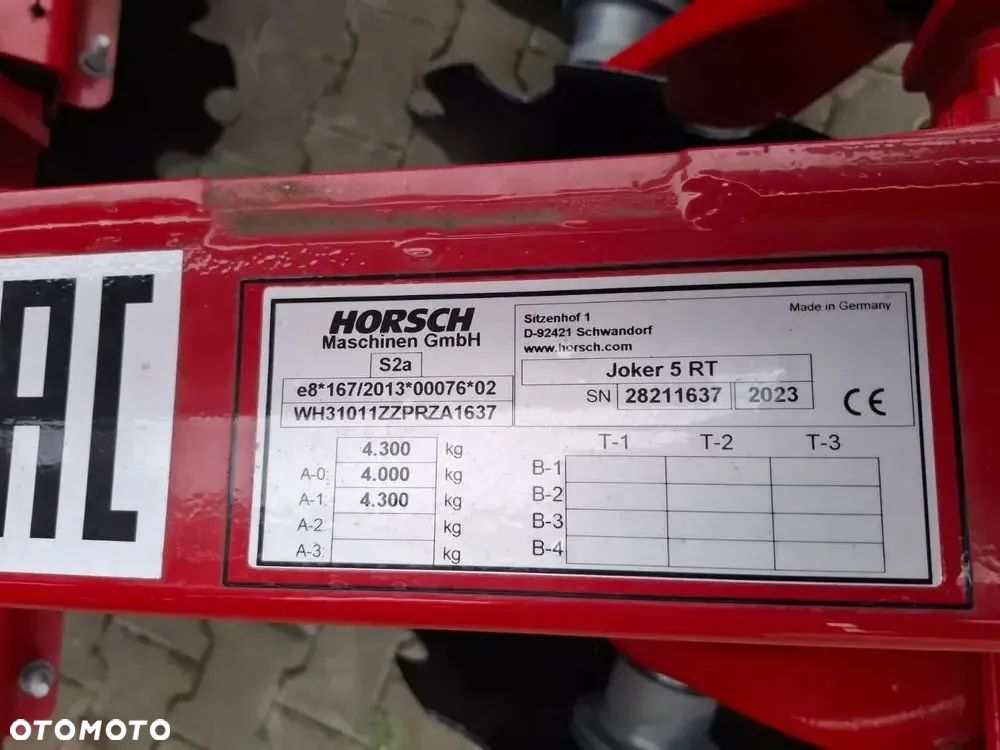 EAC
HORSCH
Maschinen GmbH
S2a
e8*167/2013*00076*02
WH31011ZZPRZA1637
Sitzenhof 1
D-92421 Schwandorf
www.horsch.com
Made in Germany
Joker 5 RT
SN 28211637 2023
CE
4.300 kg
A-0: 4.000 kg
A-1: 4.300 kg
A-2: kg
A-3: kg
T-1 T-2 T-3
B-1
B-2
B-3
B-4
OTOMOTO